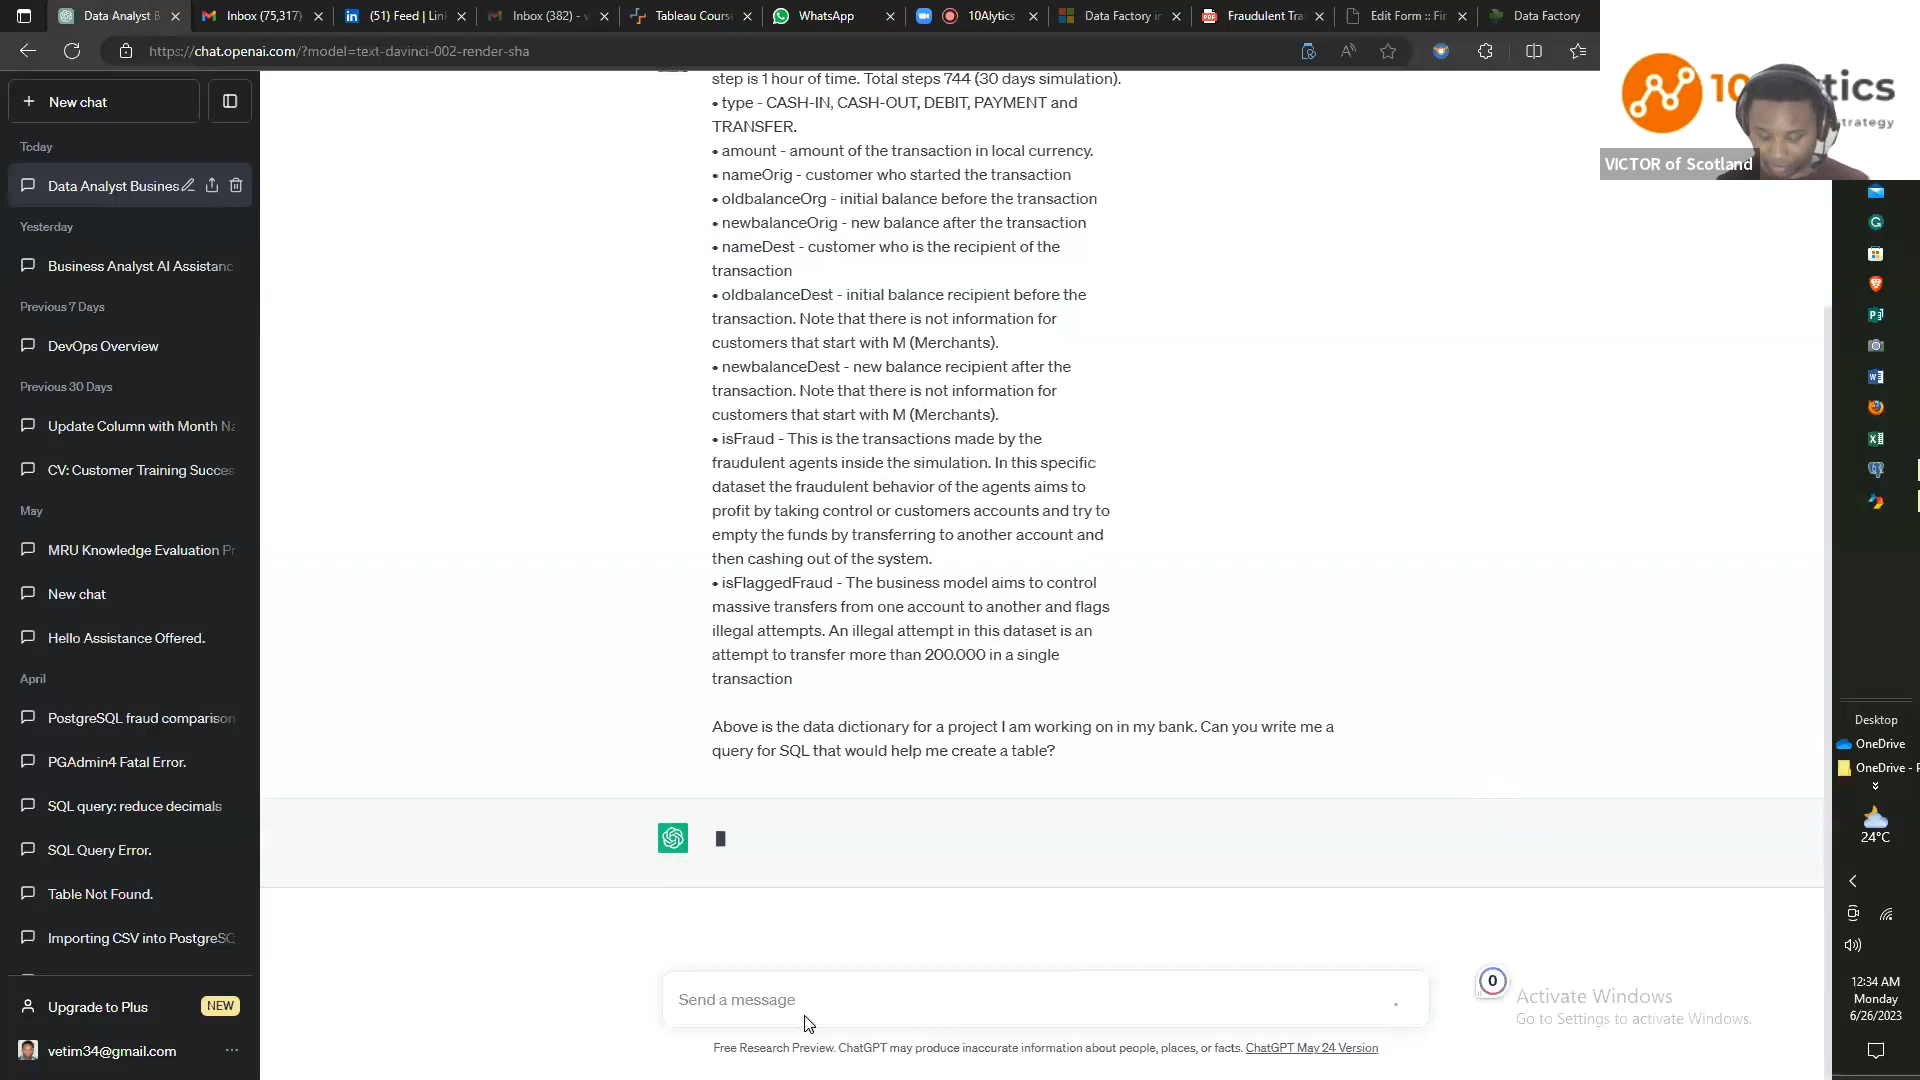 Data Analyst B
Inbox (75,317)
(51) Feed | Lin
Inbox (382) - v
Tableau Cours
WhatsApp
10Alytics
Data Factory in
Fraudulent Tra
Edit Form :: Fi
Data Factory
https://chat.openai.com/?model=text-davinci-002-render-sha
New chat
Today
Data Analyst Busines
Yesterday
Business Analyst AI Assistanc
Previous 7 Days
DevOps Overview
Previous 30 Days
Update Column with Month Na
CV: Customer Training Succes
May
MRU Knowledge Evaluation Pr
New chat
Hello Assistance Offered.
April
PostgreSQL fraud comparison
PGAdmin4 Fatal Error.
SQL query: reduce decimals
SQL Query Error.
Table Not Found.
Importing CSV into PostgreSQ
Upgrade to Plus
NEW
vetim34@gmail.com
step is 1 hour of time. Total steps 744 (30 days simulation).
• type - CASH-IN, CASH-OUT, DEBIT, PAYMENT and
TRANSFER.
• amount - amount of the transaction in local currency.
• nameOrig - customer who started the transaction
• oldbalanceOrg - initial balance before the transaction
• newbalanceOrig - new balance after the transaction
• nameDest - customer who is the recipient of the
transaction
• oldbalanceDest - initial balance recipient before the
transaction. Note that there is not information for
customers that start with M (Merchants).
• newbalanceDest - new balance recipient after the
transaction. Note that there is not information for
customers that start with M (Merchants).
• isFraud - This is the transactions made by the
fraudulent agents inside the simulation. In this specific
dataset the fraudulent behavior of the agents aims to
profit by taking control or customers accounts and try to
empty the funds by transferring to another account and
then cashing out of the system.
• isFlaggedFraud - The business model aims to control
massive transfers from one account to another and flags
illegal attempts. An illegal attempt in this dataset is an
attempt to transfer more than 200.000 in a single
transaction
Above is the data dictionary for a project I am working on in my bank. Can you write me a
query for SQL that would help me create a table?
Send a message
Free Research Preview. ChatGPT may produce inaccurate information about people, places, or facts. ChatGPT May 24 Version
0
Activate Windows
Go to Settings to activate Windows.
10
tics
strategy
VICTOR of Scotland
Desktop
OneDrive
OneDrive - P
24°C
12:34 AM
Monday
6/26/2023